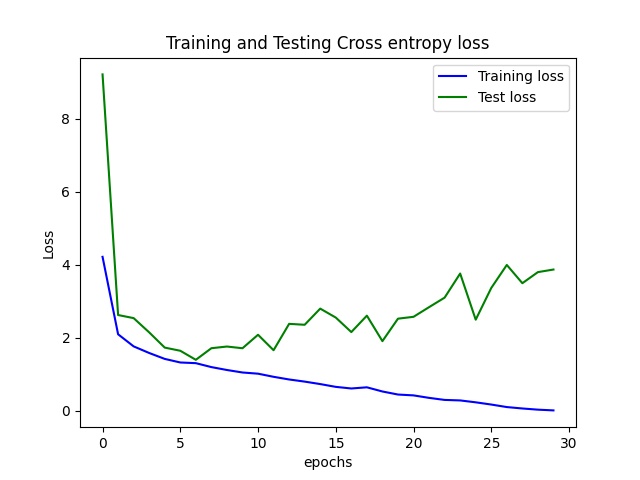 Training and Testing Cross entropy loss
Training loss
Test loss
Loss
8
6
4
2
0
0 5 10 15 20 25 30
epochs